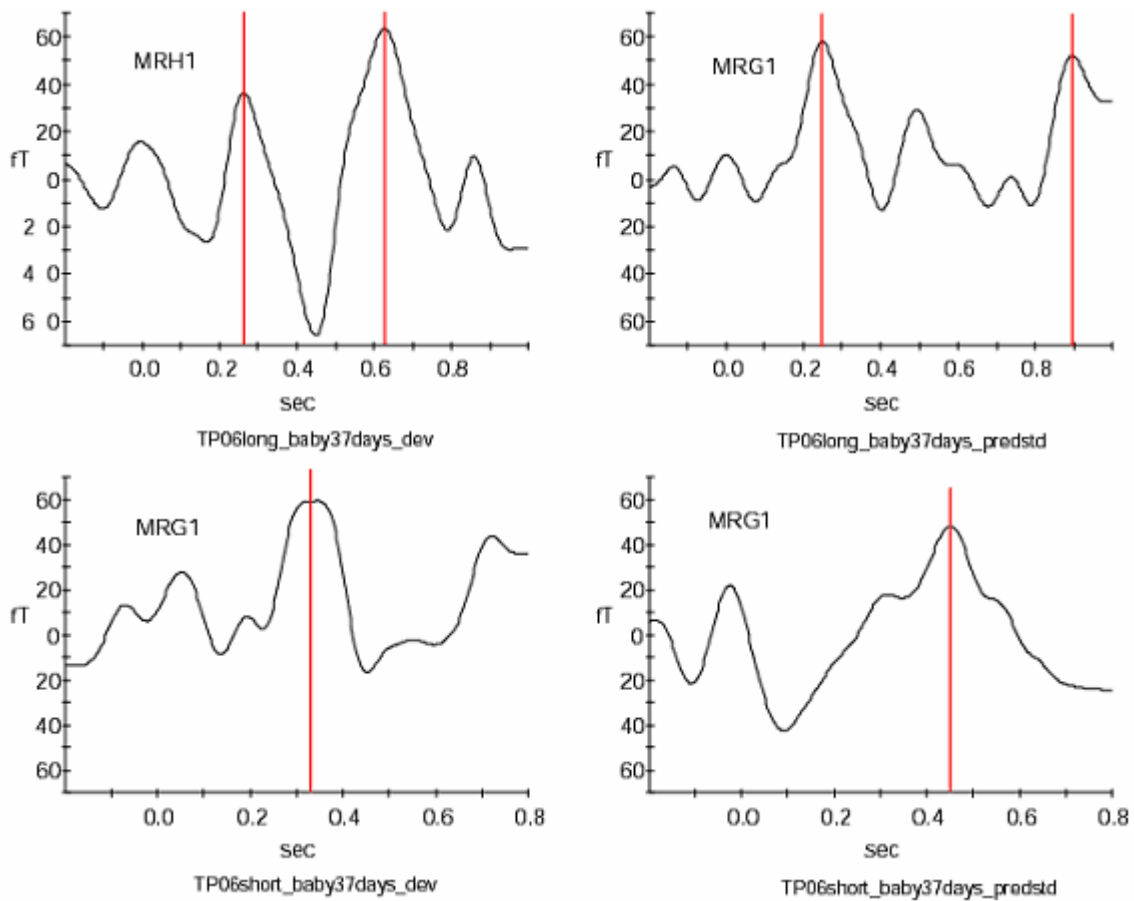 MRH1
60
40
20
fT
0
2 0
4 0
6 0
0.0 0.2 0.4 0.6 0.8
sec
TP06long_baby37days_dev
MRG1
60
40
20
fT
0
20
40
60
0.0 0.2 0.4 0.6 0.8
sec
TP06long_baby37days_predstd
MRG1
60
40
20
fT
0
20
40
60
0.0 0.2 0.4 0.6 0.8
sec
TP06short_baby37days_dev
MRG1
60
40
20
fT
0
20
40
60
0.0 0.2 0.4 0.6 0.8
sec
TP06short_baby37days_predstd